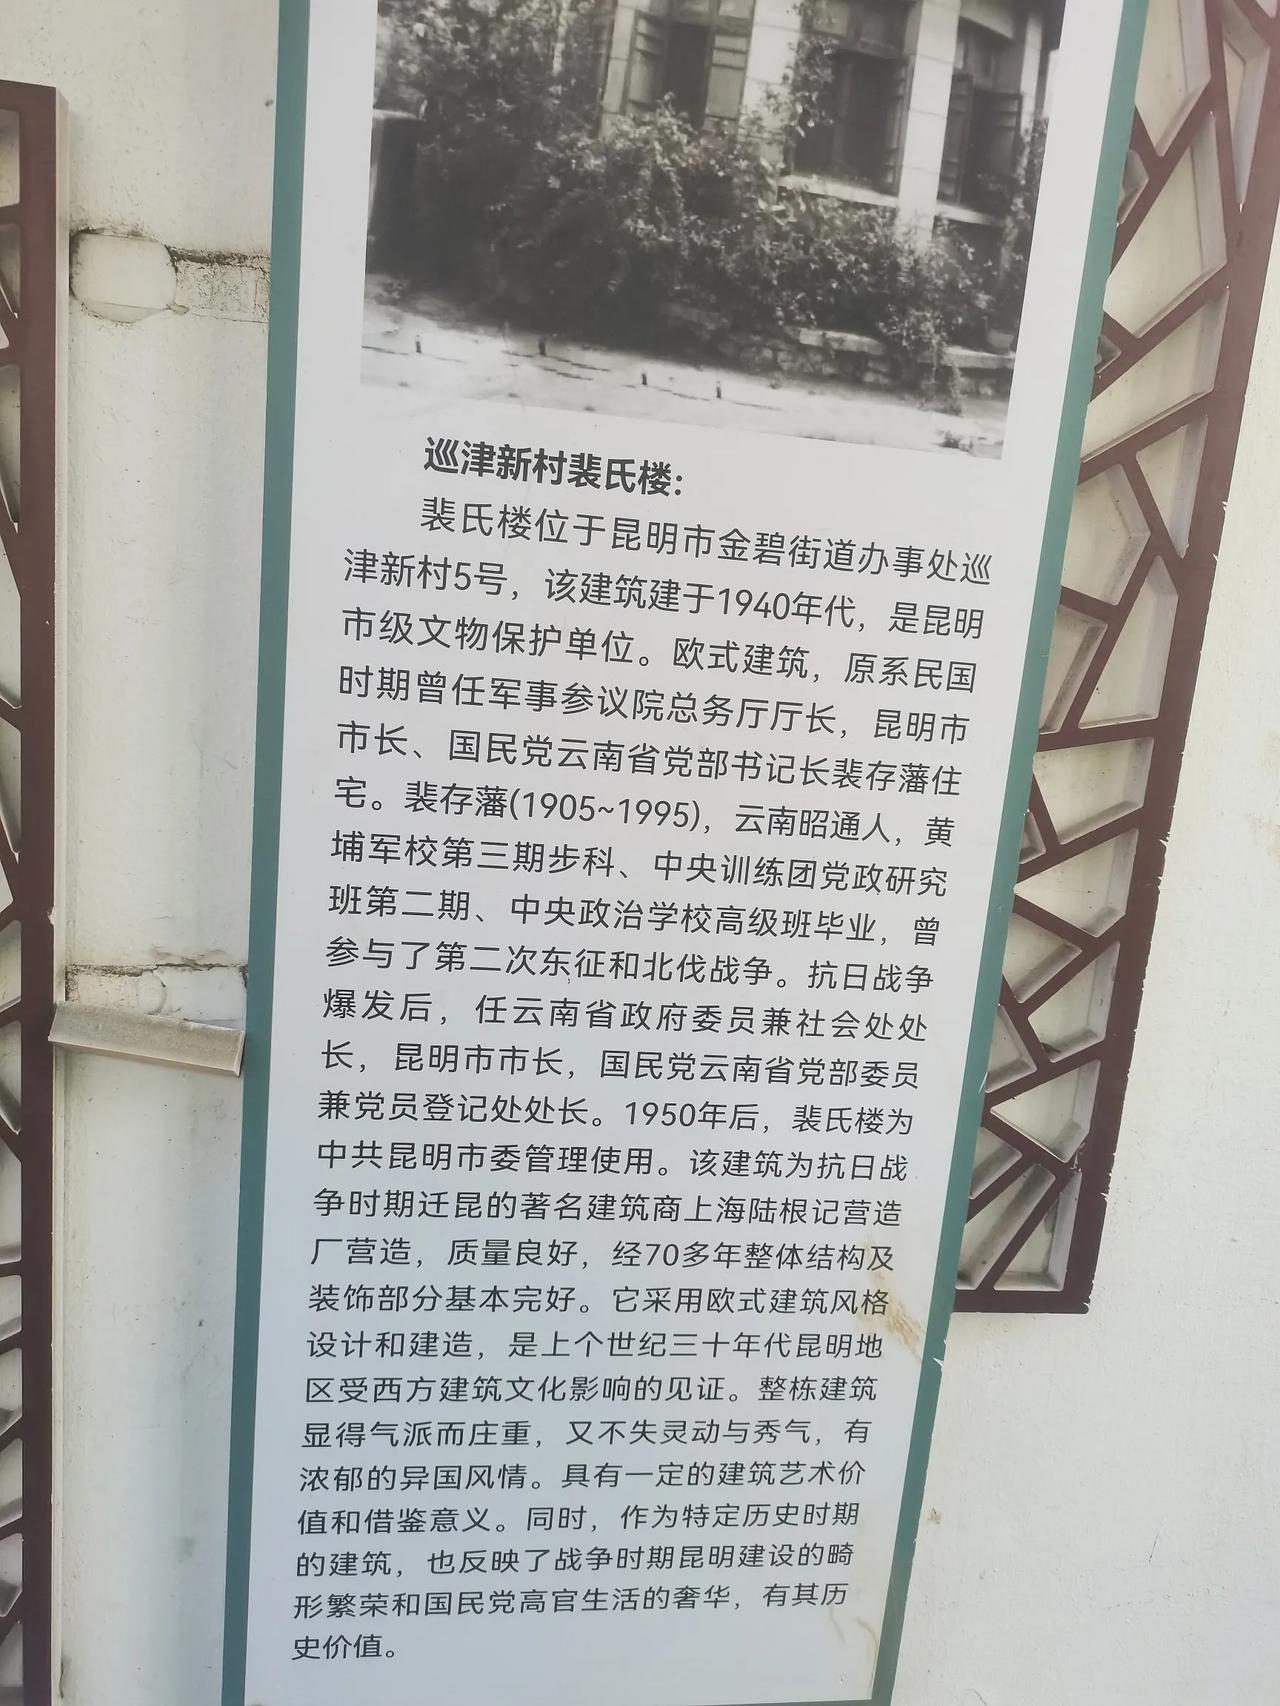 巡津新村裴氏楼:
裴氏楼位于昆明市金碧街道办事处巡
津新村5号，该建筑建于1940年代，是昆明
市级文物保护单位。欧式建筑，原系民国
时期曾任军事参议院总务厅厅长，昆明市
市长、国民党云南省党部书记长裴存藩住
宅。裴存藩(1905~1995)，云南昭通人，黄
埔军校第三期步科、中央训练团党政研究
班第二期、中央政治学校高级班毕业，曾
参与了第二次东征和北伐战争。抗日战争
爆发后，任云南省政府委员兼社会处处
长，昆明市市长，国民党云南省党部委员
兼党员登记处处长。1950年后，裴氏楼为
中共昆明市委管理使用。该建筑为抗日战
争时期迁昆的著名建筑商上海陆根记营造
厂营造，质量良好，经70多年整体结构及
装饰部分基本完好。它采用欧式建筑风格
设计和建造，是上个世纪三十年代昆明地
区受西方建筑文化影响的见证。整栋建筑
显得气派而庄重，又不失灵动与秀气，有
浓郁的异国风情。具有一定的建筑艺术价
值和借鉴意义。同时，作为特定历史时期
的建筑，也反映了战争时期昆明建设的畸
形繁荣和国民党高官生活的奢华，有其历
史价值。